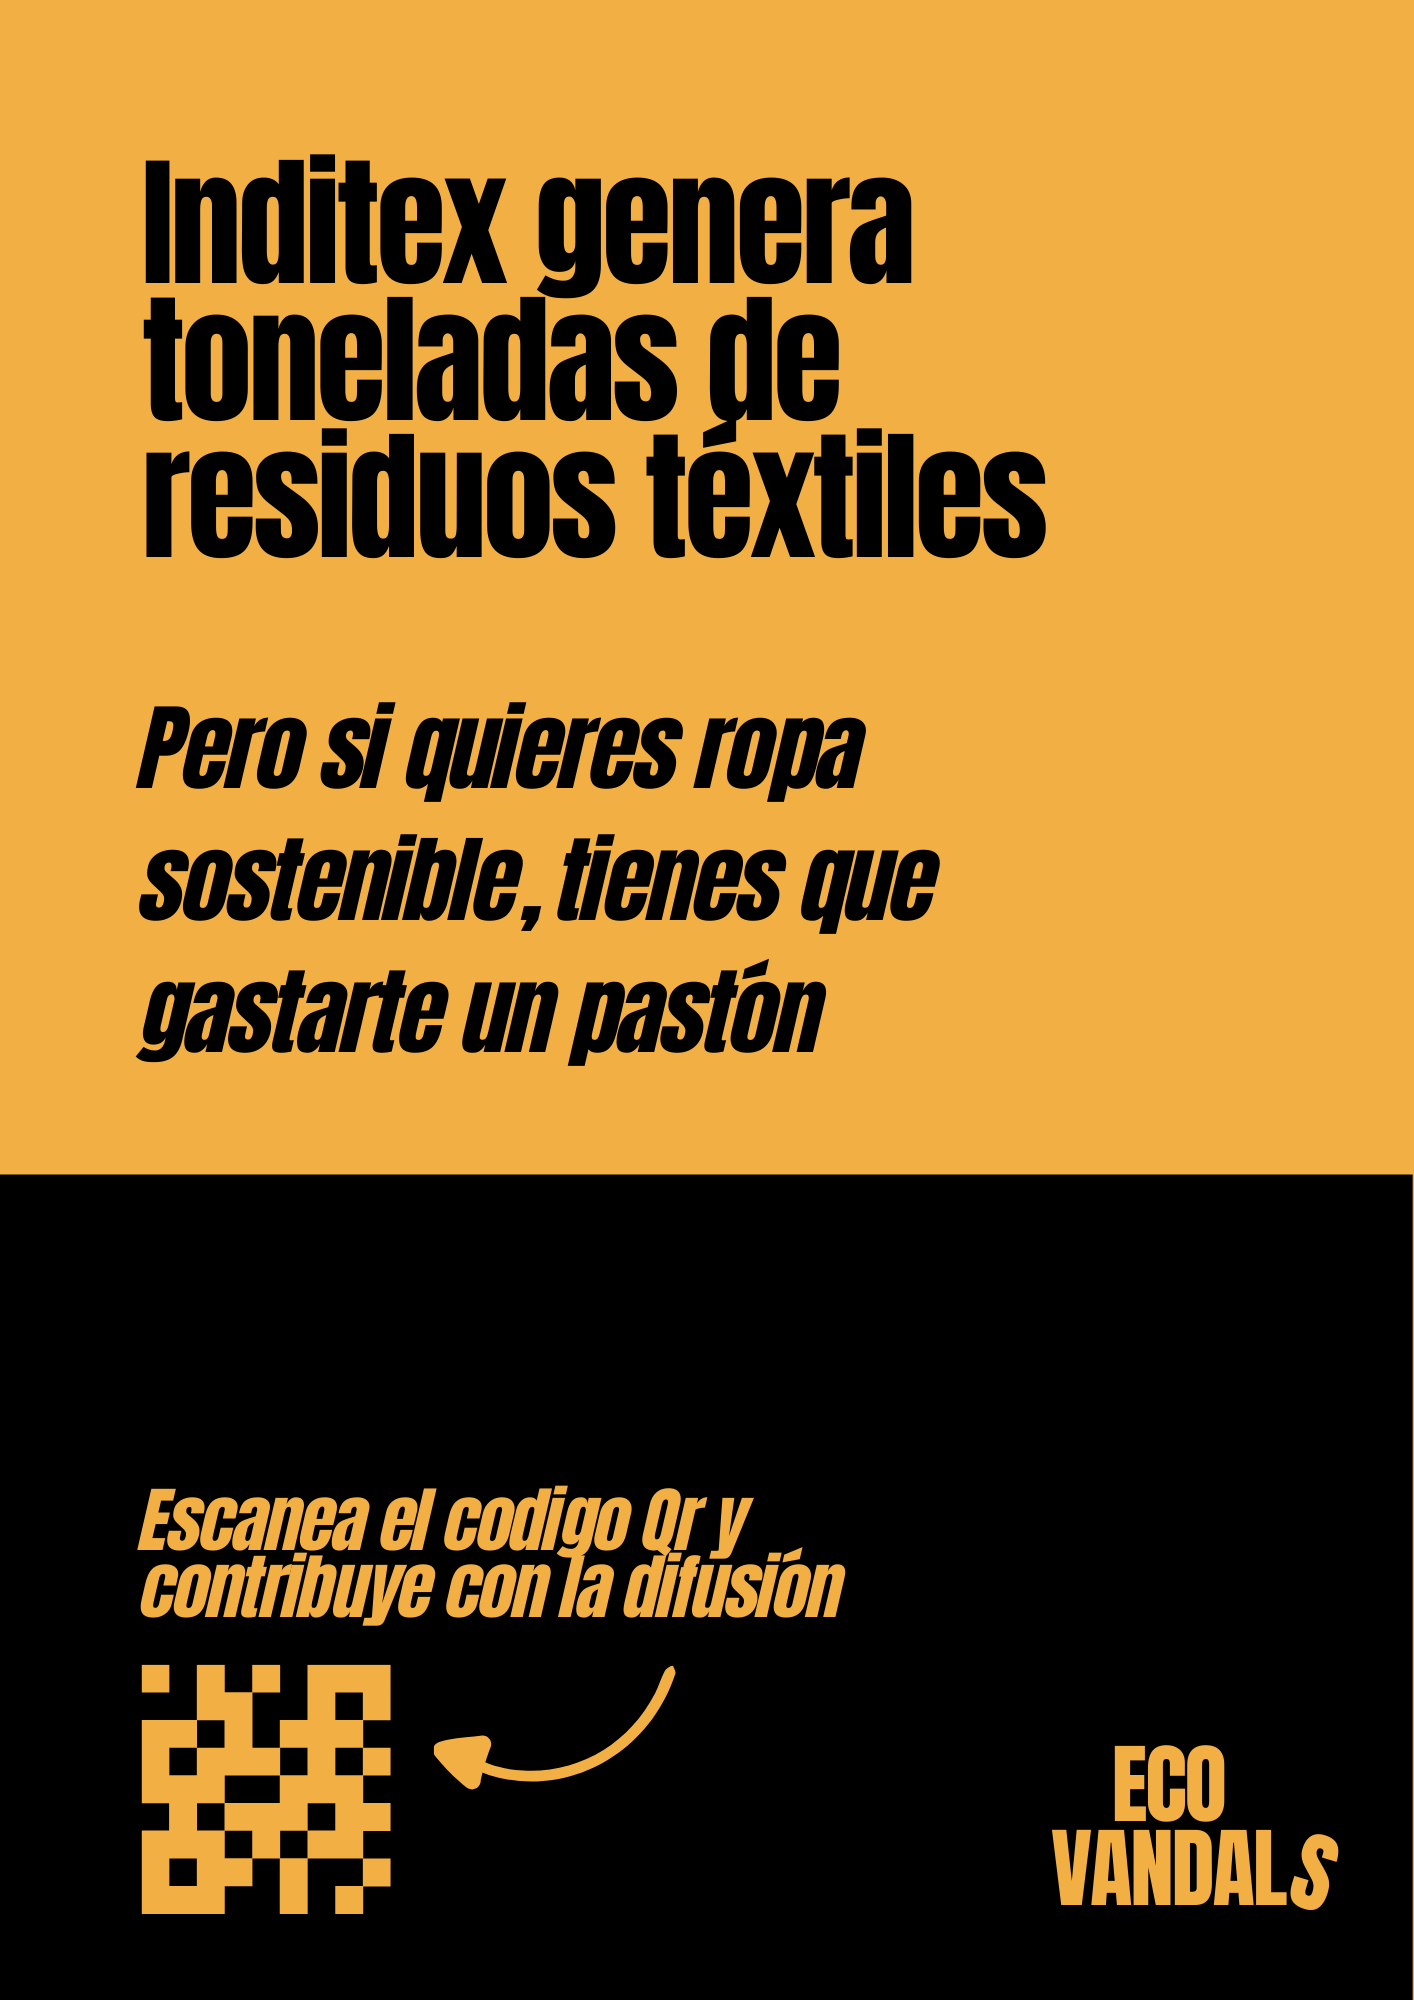 Inditex genera
toneladas de
residuos téxtiles
Pero si quieres ropa
sostenible, tienes que
gastarte un pastón
Escanea el codigo Qr y
contribuye con la difusión
ECO
VANDALS